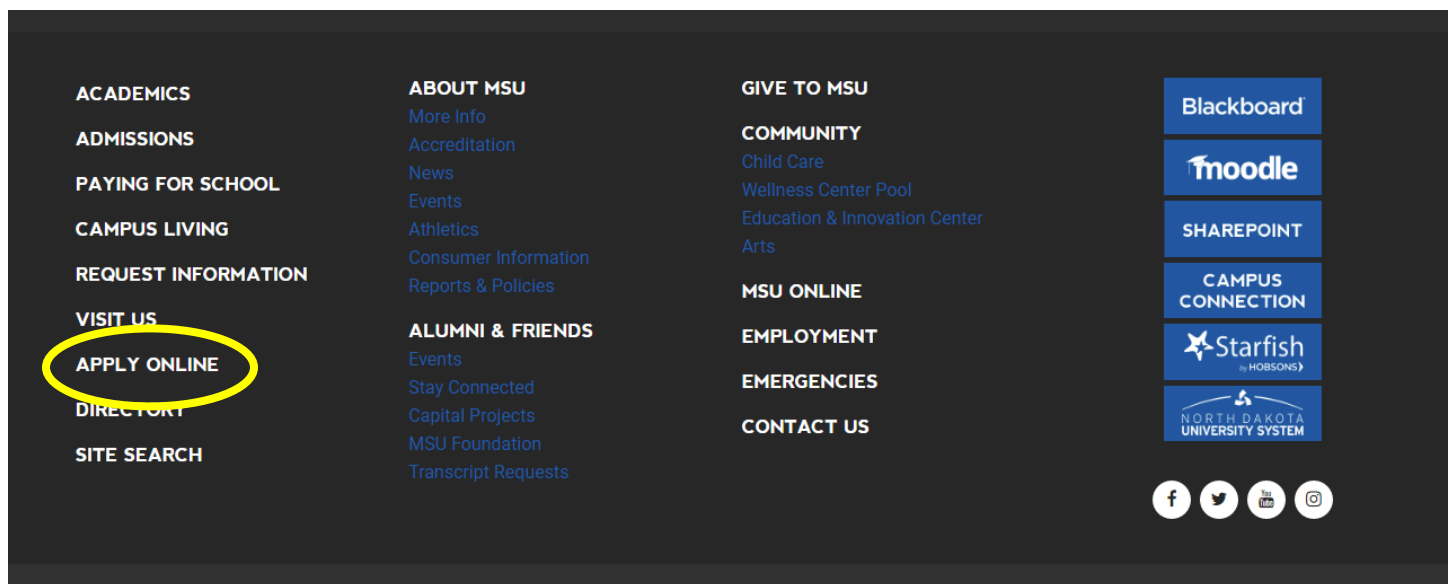 ACADEMICS
ADMISSIONS
PAYING FOR SCHOOL
CAMPUS LIVING
REQUEST INFORMATION
VISIT US
APPLY ONLINE
DIRECTORY
SITE SEARCH
ABOUT MSU
More Info
Accreditation
News
Events
Athletics
Consumer Information
Reports & Policies
ALUMNI & FRIENDS
Events
Stay Connected
Capital Projects
MSU Foundation
Transcript Requests
GIVE TO MSU
COMMUNITY
Child Care
Wellness Center Pool
Education & Innovation Center
Arts
MSU ONLINE
EMPLOYMENT
EMERGENCIES
CONTACT US
Blackboard
moodle
SHAREPOINT
CAMPUS
CONNECTION
Starfish
by HOBSONS
NORTH DAKOTA
UNIVERSITY SYSTEM
You
Tube